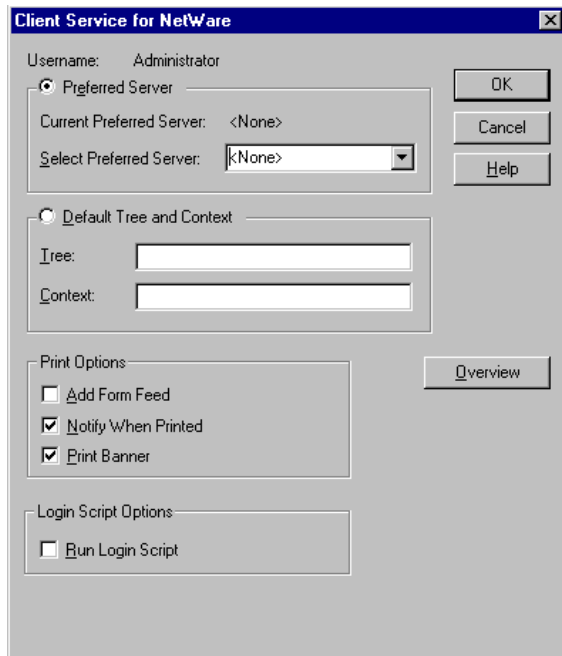 Client Service for NetWare
Username: Administrator
Preferred Server
OK
Current Preferred Server: <None>
Cancel
Select Preferred Server: <None>
Help
Default Tree and Context
Tree:
Context:
Print Options
Overview
Add Form Feed
Notify When Printed
Print Banner
Login Script Options
Run Login Script